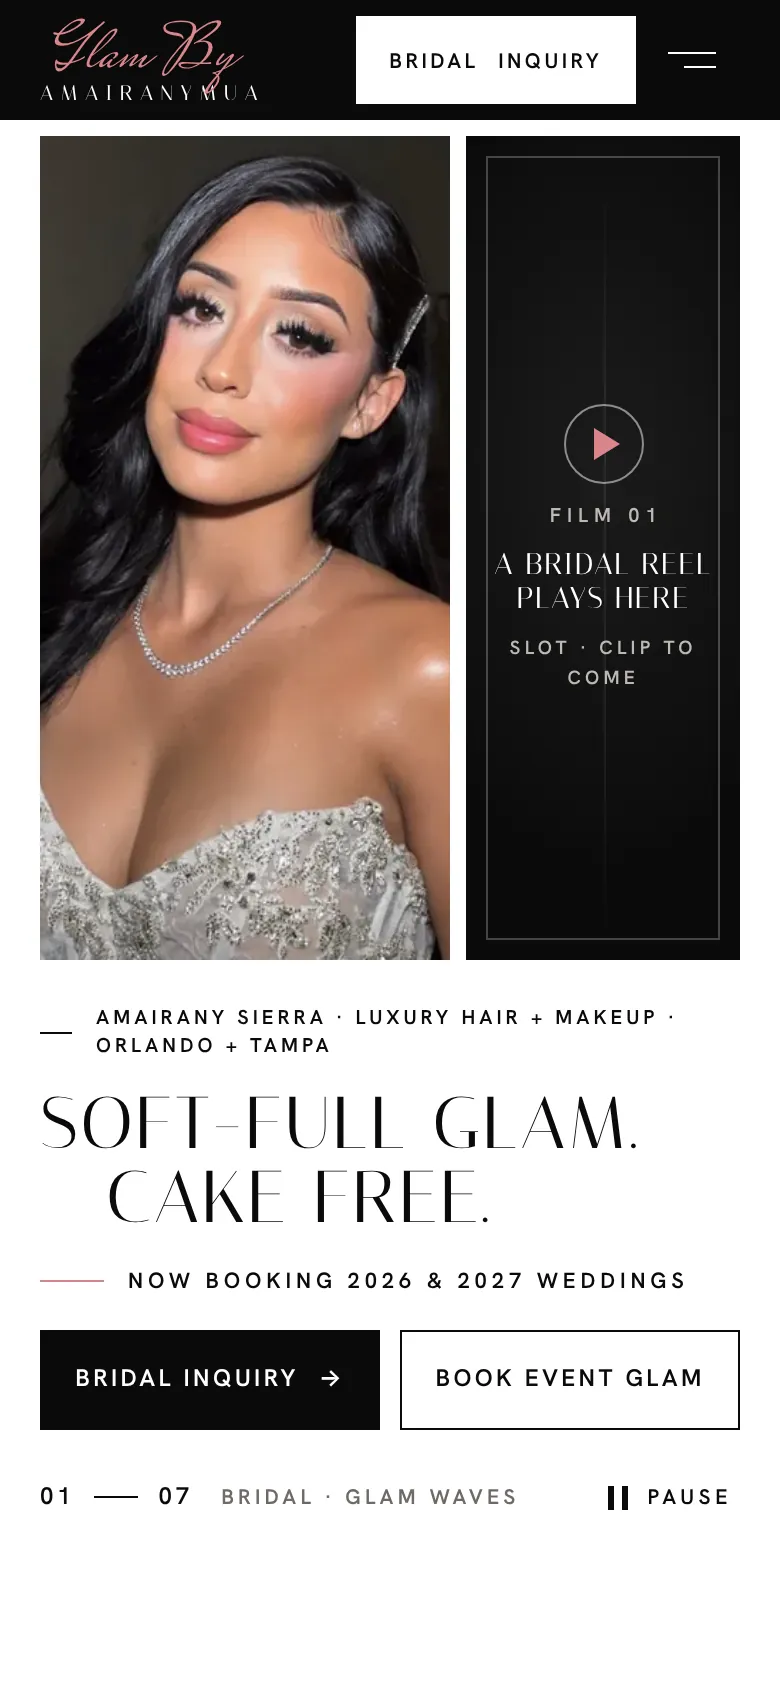 Glam By
AMAIRANYMUA
BRIDAL INQUIRY
FILM 01
A BRIDAL REEL
PLAYS HERE
SLOT · CLIP TO
COME
AMAIRANY SIERRA · LUXURY HAIR + MAKEUP ·
ORLANDO + TAMPA
SOFT-FULL GLAM.
CAKE FREE.
NOW BOOKING 2026 & 2027 WEDDINGS
BRIDAL INQUIRY →
BOOK EVENT GLAM
01 — 07 BRIDAL · GLAM WAVES
PAUSE